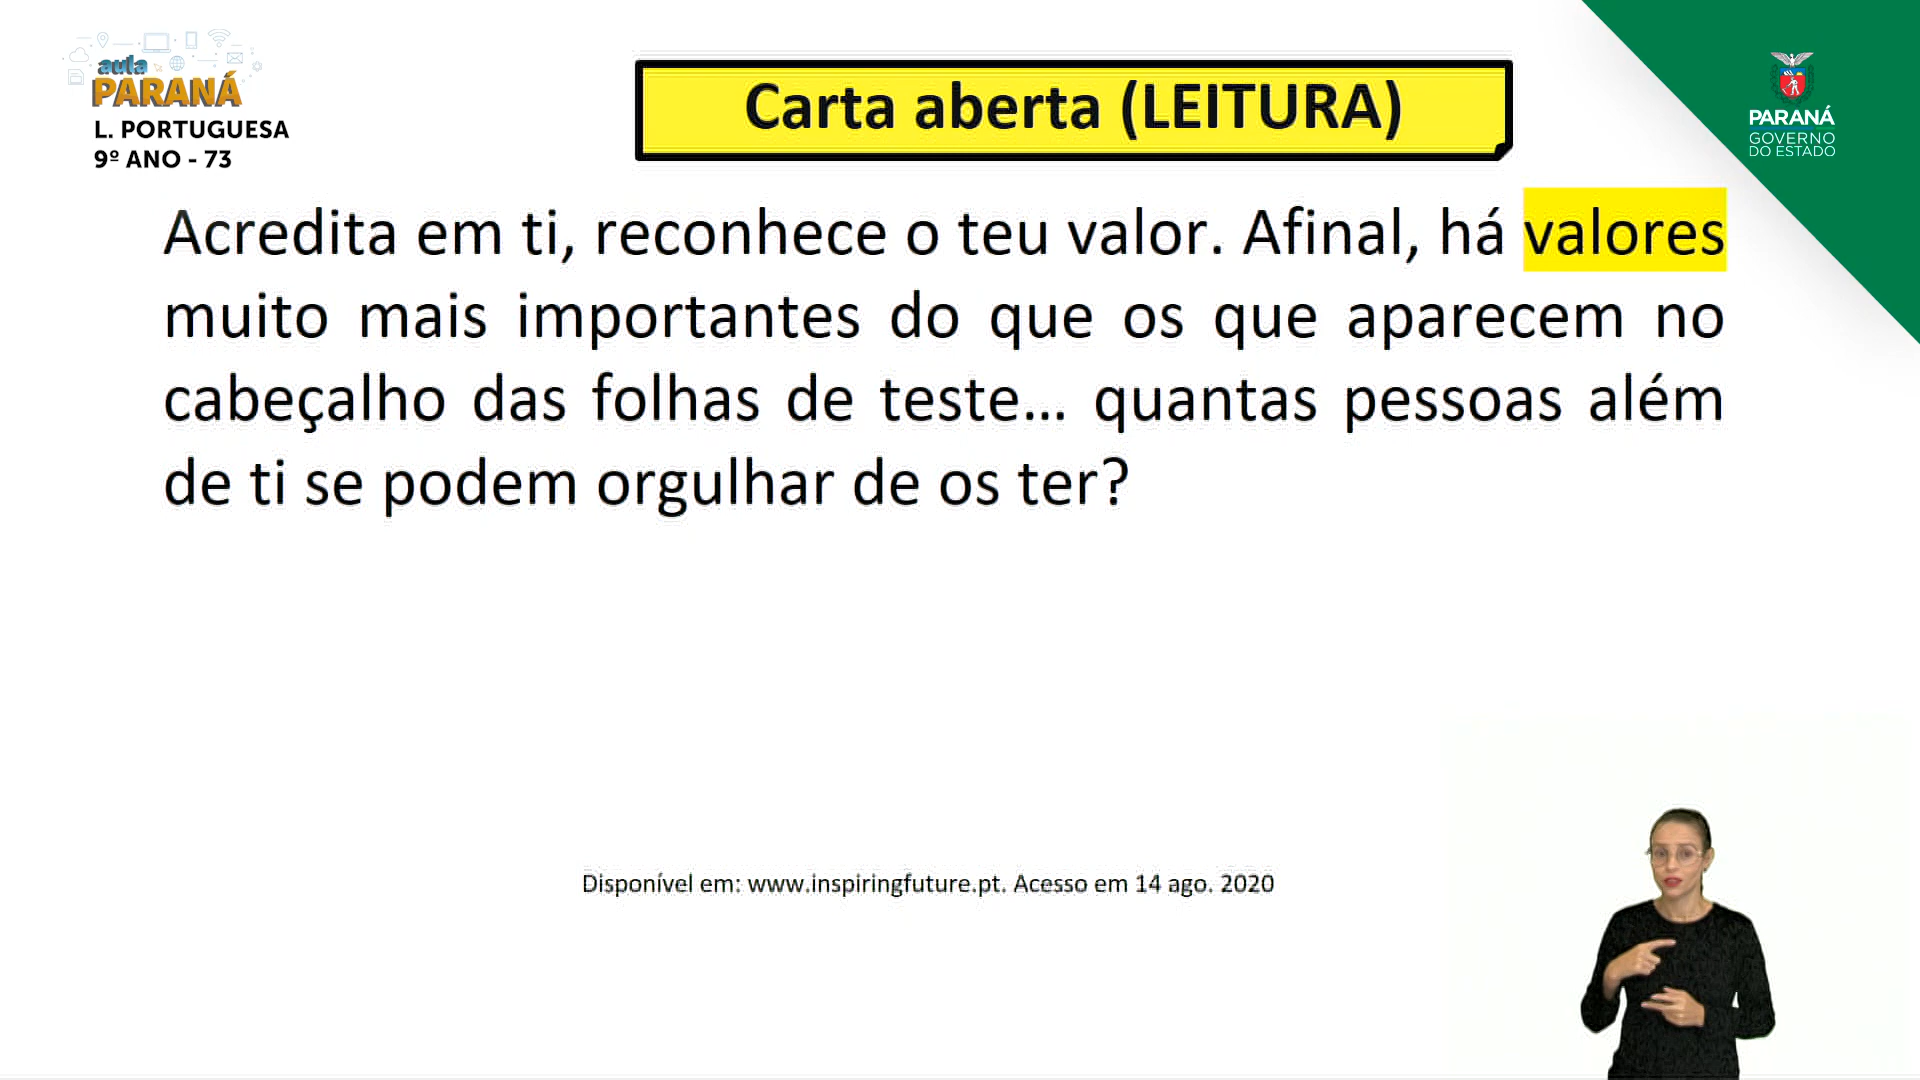 aula
PARANÁ
L. PORTUGUESA
9º ANO - 73
Carta aberta (LEITURA)
PARANÁ
GOVERNO
DO ESTADO
Acredita em ti, reconhece o teu valor. Afinal, há valores
muito mais importantes do que os que aparecem no
cabeçalho das folhas de teste... quantas pessoas além
de ti se podem orgulhar de os ter?
Disponível em: www.inspiringfuture.pt. Acesso em 14 ago. 2020